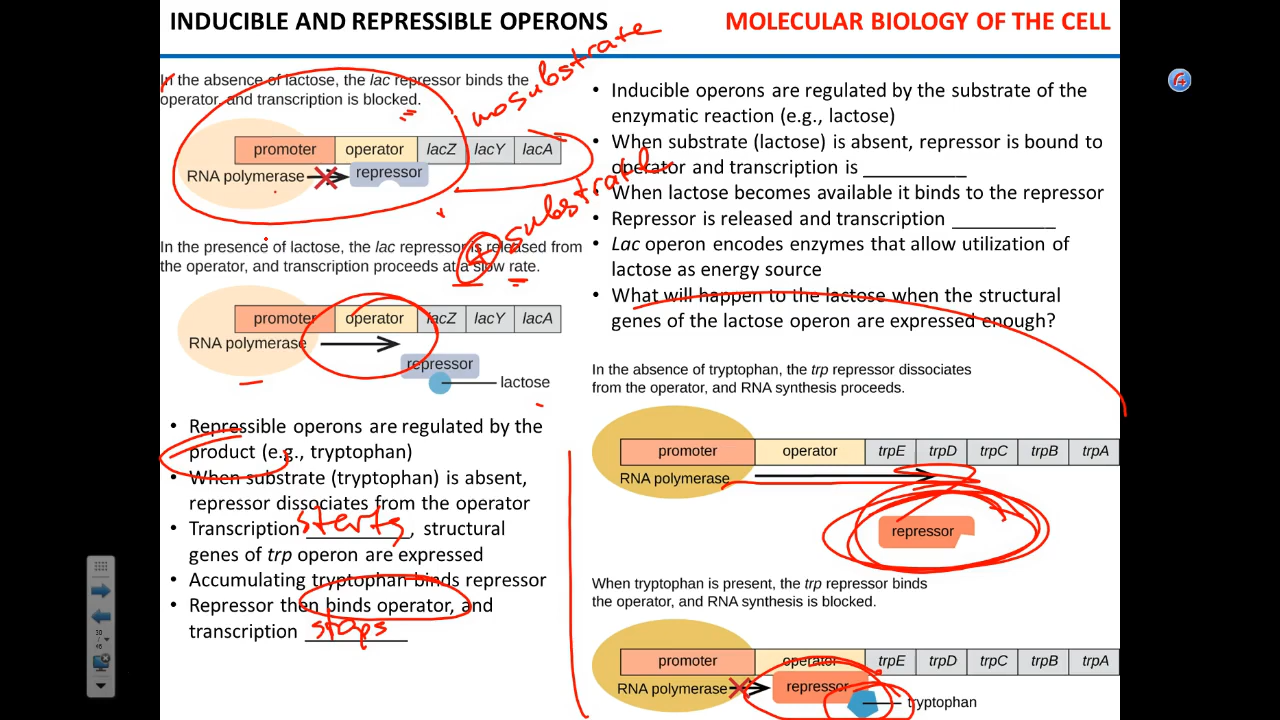 INDUCIBLE AND REPRESSIBLE OPERONS
MOLECULAR BIOLOGY OF THE CELL
In the absence of lactose, the lac repressor binds the
operator, and transcription is blocked.
no substrate
promoter operator lacZ lacY lacA
RNA polymerase repressor
substrate
In the presence of lactose, the lac repressor is released from
the operator, and transcription proceeds at a slow rate.
promoter operator lacZ lacY lacA
RNA polymerase
repressor
lactose
• Repressible operons are regulated by the
product (e.g., tryptophan)
• When substrate (tryptophan) is absent,
repressor dissociates from the operator
• Transcription starts, structural
genes of trp operon are expressed
• Accumulating tryptophan binds repressor
• Repressor then binds operator, and
transcription stops
• Inducible operons are regulated by the substrate of the
enzymatic reaction (e.g., lactose)
• When substrate (lactose) is absent, repressor is bound to
operator and transcription is __________
• When lactose becomes available it binds to the repressor
• Repressor is released and transcription __________
• Lac operon encodes enzymes that allow utilization of
lactose as energy source
• What will happen to the lactose when the structural
genes of the lactose operon are expressed enough?
In the absence of tryptophan, the trp repressor dissociates
from the operator, and RNA synthesis proceeds.
promoter operator trpE trpD trpC trpB trpA
RNA polymerase
repressor
When tryptophan is present, the trp repressor binds
the operator, and RNA synthesis is blocked.
promoter operator trpE trpD trpC trpB trpA
RNA polymerase repressor
tryptophan